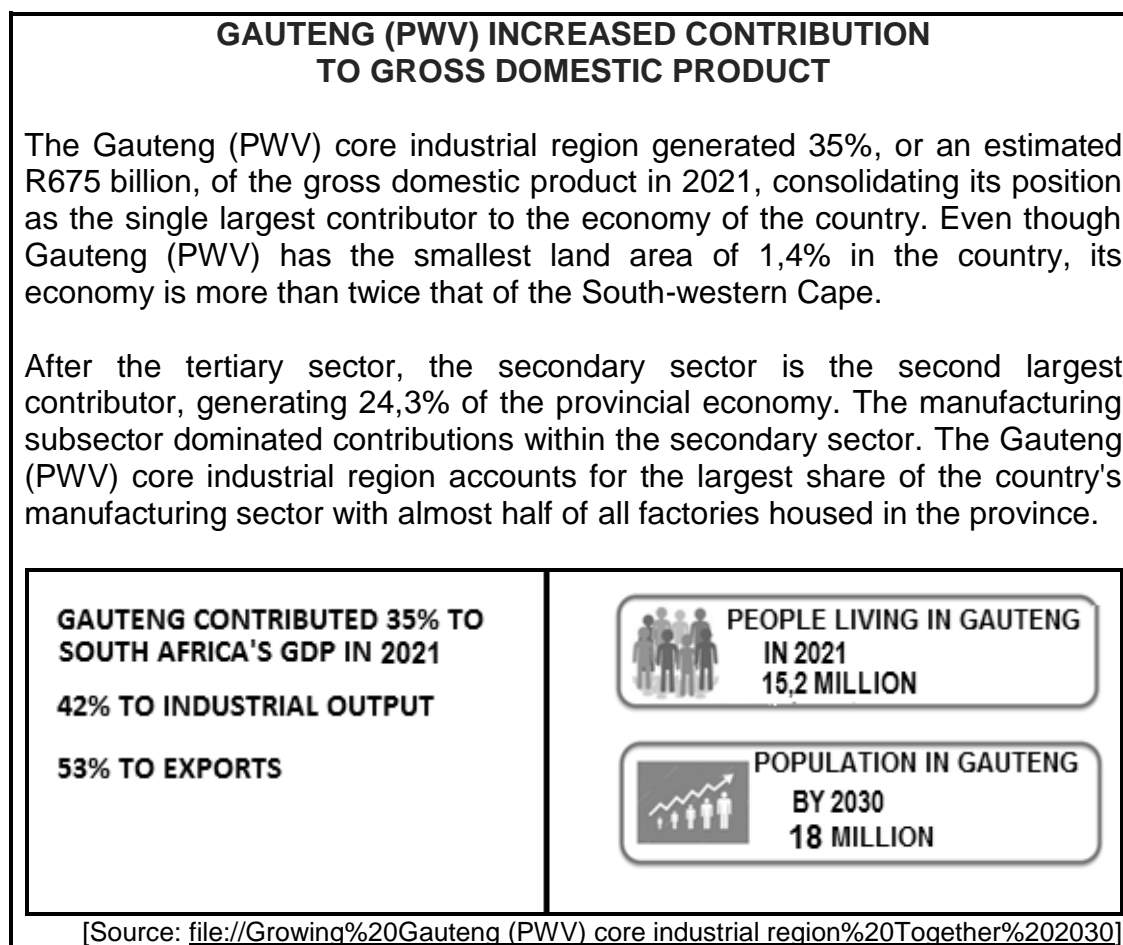 GAUTENG (PWV) INCREASED CONTRIBUTION
TO GROSS DOMESTIC PRODUCT
The Gauteng (PWV) core industrial region generated 35%, or an estimated
R675 billion, of the gross domestic product in 2021, consolidating its position
as the single largest contributor to the economy of the country. Even though
Gauteng (PWV) has the smallest land area of 1,4% in the country, its
economy is more than twice that of the South-western Cape.
After the tertiary sector, the secondary sector is the second largest
contributor, generating 24,3% of the provincial economy. The manufacturing
subsector dominated contributions within the secondary sector. The Gauteng
(PWV) core industrial region accounts for the largest share of the country's
manufacturing sector with almost half of all factories housed in the province.
GAUTENG CONTRIBUTED 35% TO
SOUTH AFRICA'S GDP IN 2021
42% TO INDUSTRIAL OUTPUT
53% TO EXPORTS
PEOPLE LIVING IN GAUTENG
IN 2021
15,2 MILLION
POPULATION IN GAUTENG
BY 2030
18 MILLION
[Source: file://Growing%20Gauteng (PWV) core industrial region%20Together%202030]